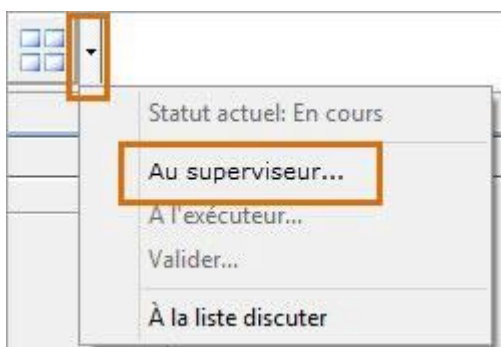 Statut actuel: En cours
Au superviseur...
À l'exécuteur...
Valider...
À la liste discuter